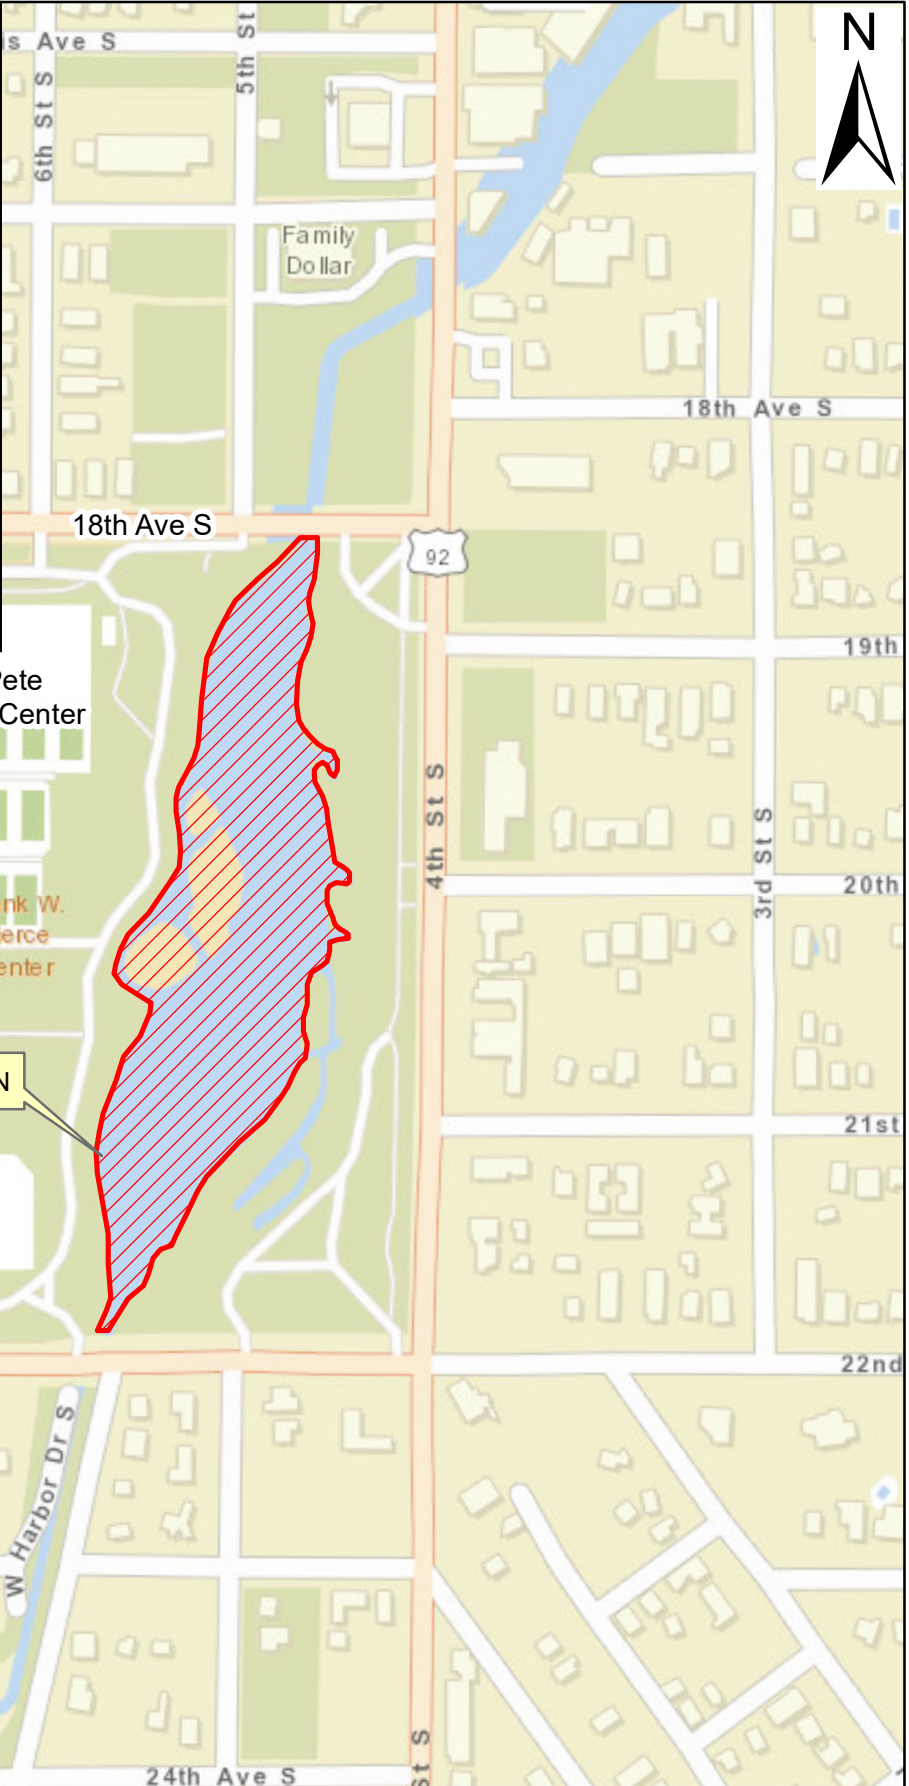 is Ave S
5th St
6th St S
N
Family
Dollar
18th Ave S
18th Ave S
92
19th
Pete
Center
4th St S
3rd St S
20th
nk W.
erce
enter
N
21st
22nd
W Harbor Dr S
St S
24th Ave S